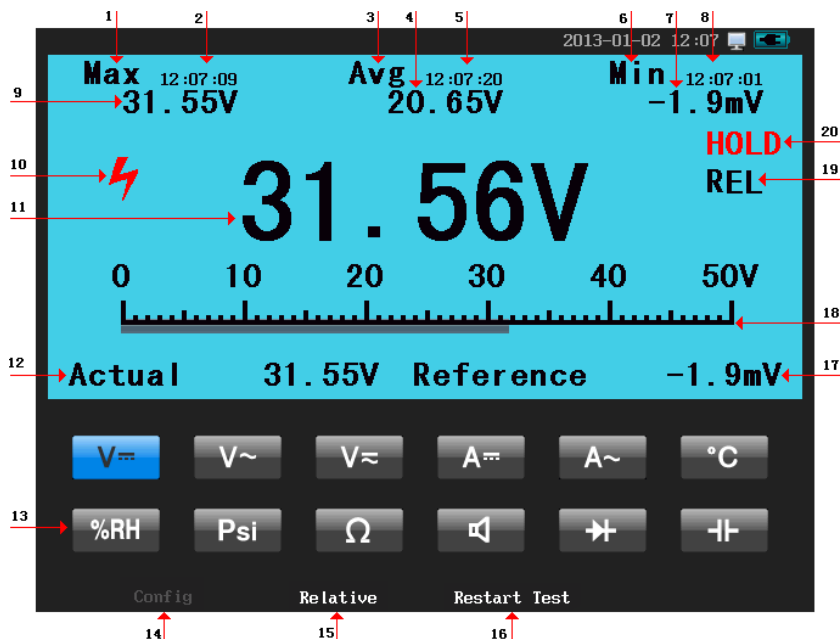 1 2 3 4 5 6 7 8
2013-01-02 12:07
Max 12:07:09 Avg 12:07:20 Min 12:07:01
9 31.55V 20.65V -1.9mV
HOLD 20
10
REL 19
11 31.56V
0 10 20 30 40 50V
18
12 Actual 31.55V Reference -1.9mV 17
V⎓ V~ V≂ A⎓ A~ °C
13 %RH Psi Ω
Config Relative Restart Test
14 15 16